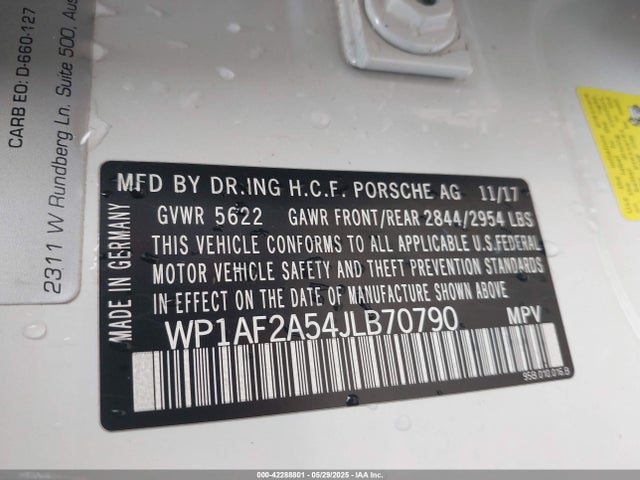 CARB EO: D-660-127
2311 W Rundberg Ln. Suite 500, Aus
MFD BY DR.ING H.C.F. PORSCHE AG 11/17
GVWR 5622 GAWR FRONT/REAR 2844/2954 LBS
THIS VEHICLE CONFORMS TO ALL APPLICABLE U.S.FEDERAL
MOTOR VEHICLE SAFETY AND THEFT PREVENTION STANDARDS
IN EFFECT ON THE DATE OF MANUFACTURE SHOWN ABOVE.
WP1AF2A54JLB70790 MPV
MADE IN GERMANY
95B.010.016.B
000-42288801 - 05/29/2025 - IAA Inc.